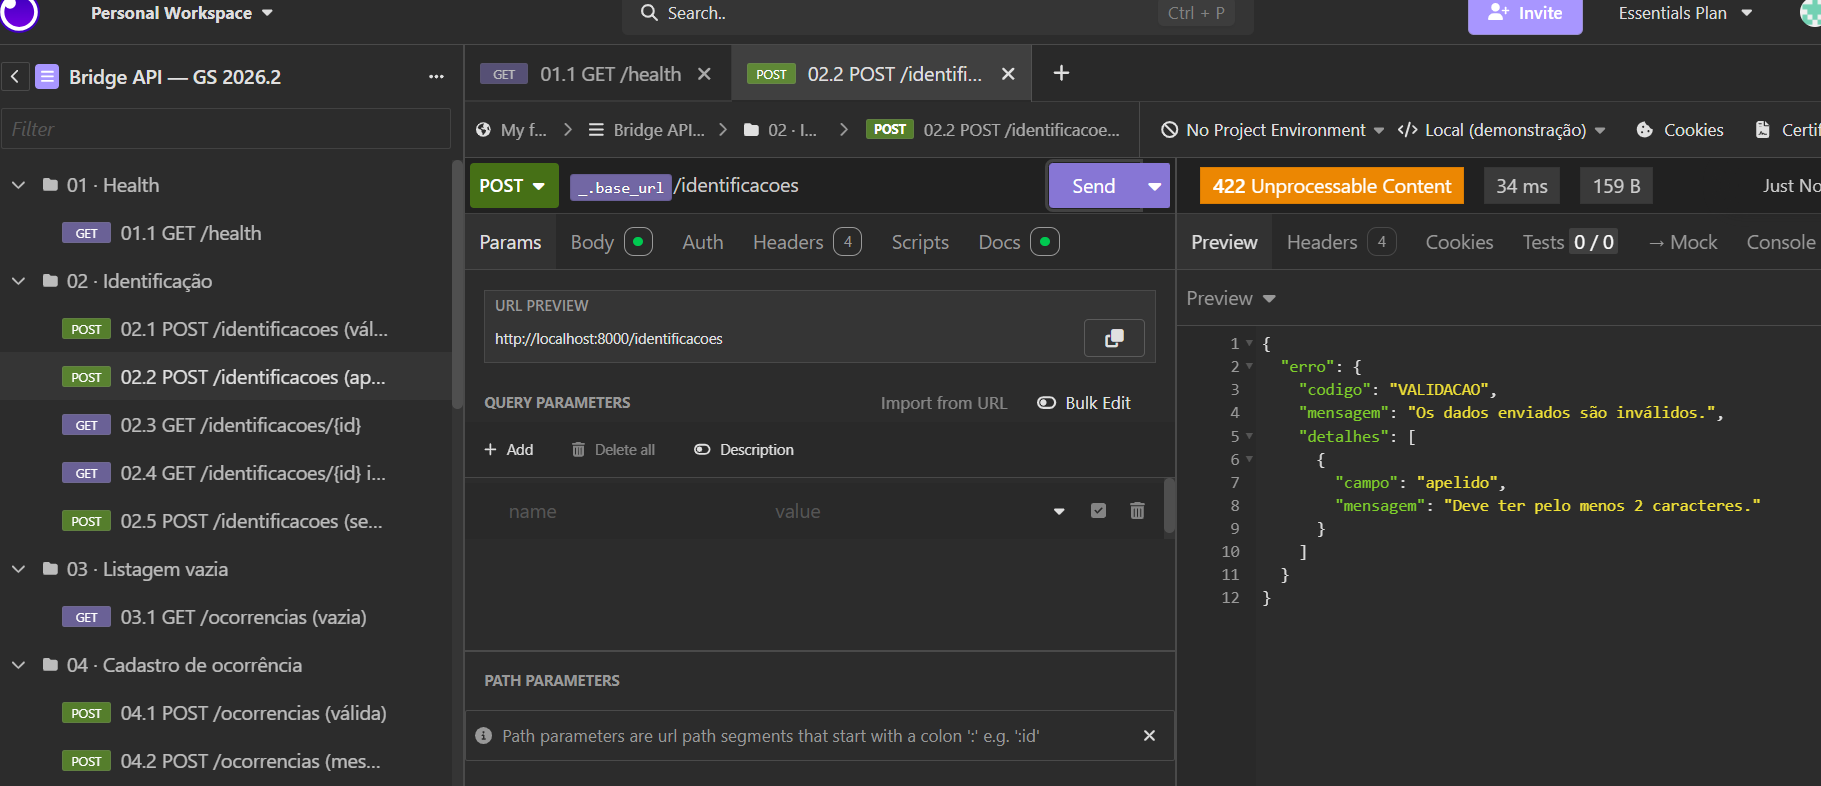 Personal Workspace
Search..
Ctrl + P
Invite
Essentials Plan
Bridge API — GS 2026.2
Filter
01 · Health
GET 01.1 GET /health
02 · Identificação
POST 02.1 POST /identificacoes (vál...
POST 02.2 POST /identificacoes (ap...
GET 02.3 GET /identificacoes/{id}
GET 02.4 GET /identificacoes/{id} i...
POST 02.5 POST /identificacoes (se...
03 · Listagem vazia
GET 03.1 GET /ocorrencias (vazia)
04 · Cadastro de ocorrência
POST 04.1 POST /ocorrencias (válida)
POST 04.2 POST /ocorrencias (mes...
GET 01.1 GET /health
POST 02.2 POST /identifi...
My f... Bridge API... 02 · I... POST 02.2 POST /identificacoe...
No Project Environment
Local (demonstração)
Cookies
Certif
POST _.base_url /identificacoes
Send
Params Body Auth Headers 4 Scripts Docs
URL PREVIEW
http://localhost:8000/identificacoes
QUERY PARAMETERS
Import from URL
Bulk Edit
Add
Delete all
Description
name value
PATH PARAMETERS
Path parameters are url path segments that start with a colon ':' e.g. ':id'
422 Unprocessable Content
34 ms
159 B
Just No
Preview Headers 4 Cookies Tests 0 / 0 → Mock Console
Preview
1 {
2 "erro": {
3 "codigo": "VALIDACAO",
4 "mensagem": "Os dados enviados são inválidos.",
5 "detalhes": [
6 {
7 "campo": "apelido",
8 "mensagem": "Deve ter pelo menos 2 caracteres."
9 }
10 ]
11 }
12 }